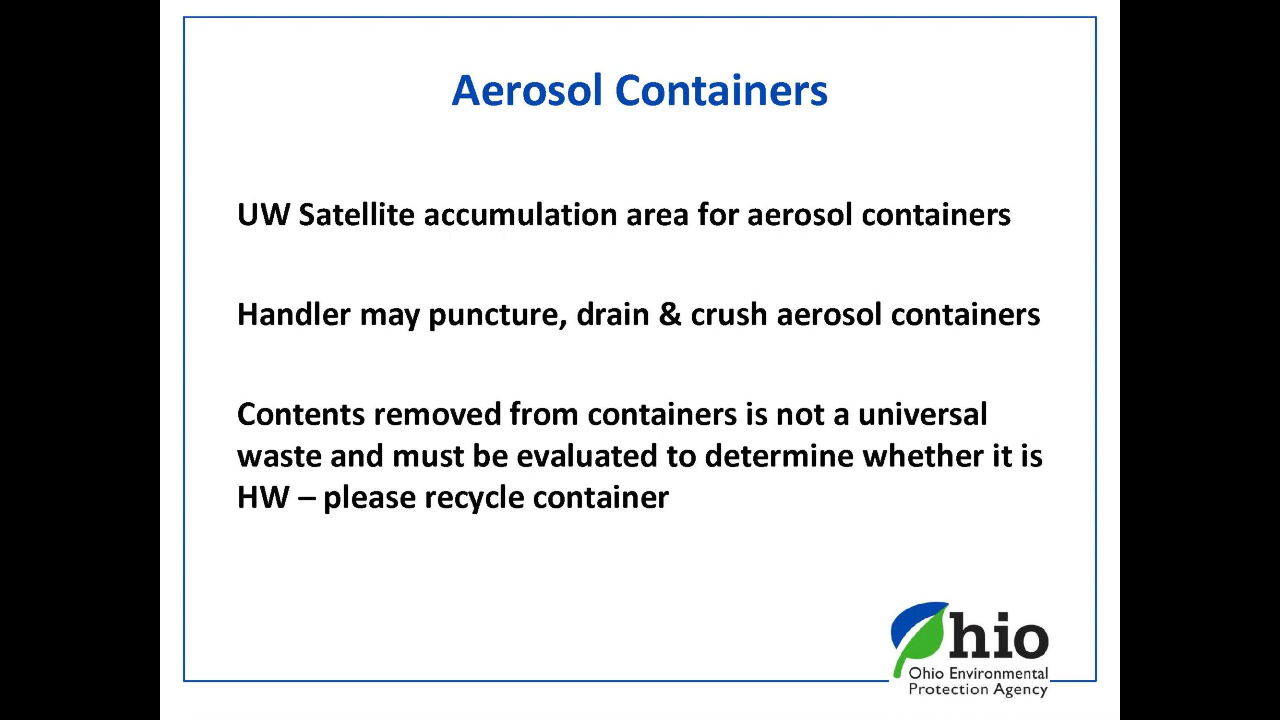 Aerosol Containers
UW Satellite accumulation area for aerosol containers
Handler may puncture, drain & crush aerosol containers
Contents removed from containers is not a universal
waste and must be evaluated to determine whether it is
HW – please recycle container
Ohio
Ohio Environmental
Protection Agency